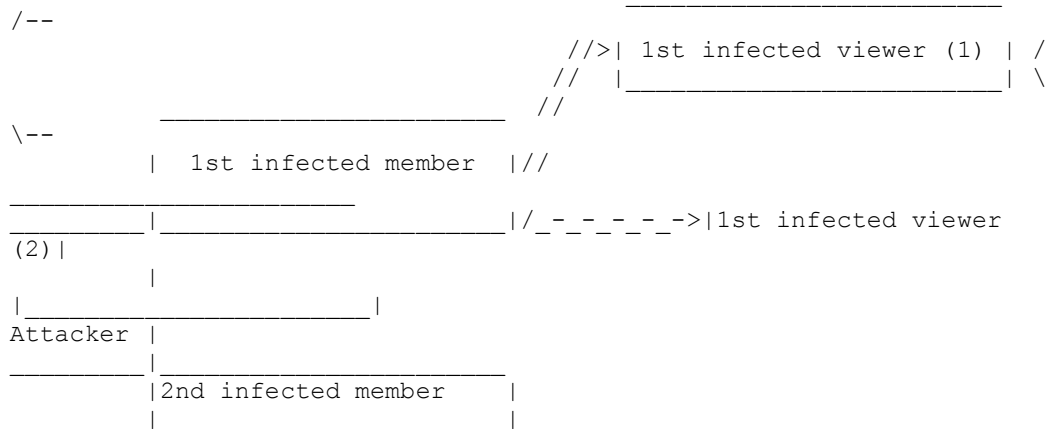 /--
//>| 1st infected viewer (1) | /
// |_________________________| \
_______________________ //
\--
| 1st infected member |//
_______________________
_________|_______________________|/_-_-_-_-_->|1st infected viewer
(2)|
|
|_______________________|
Attacker |
_________|_______________________
|2nd infected member |
| |